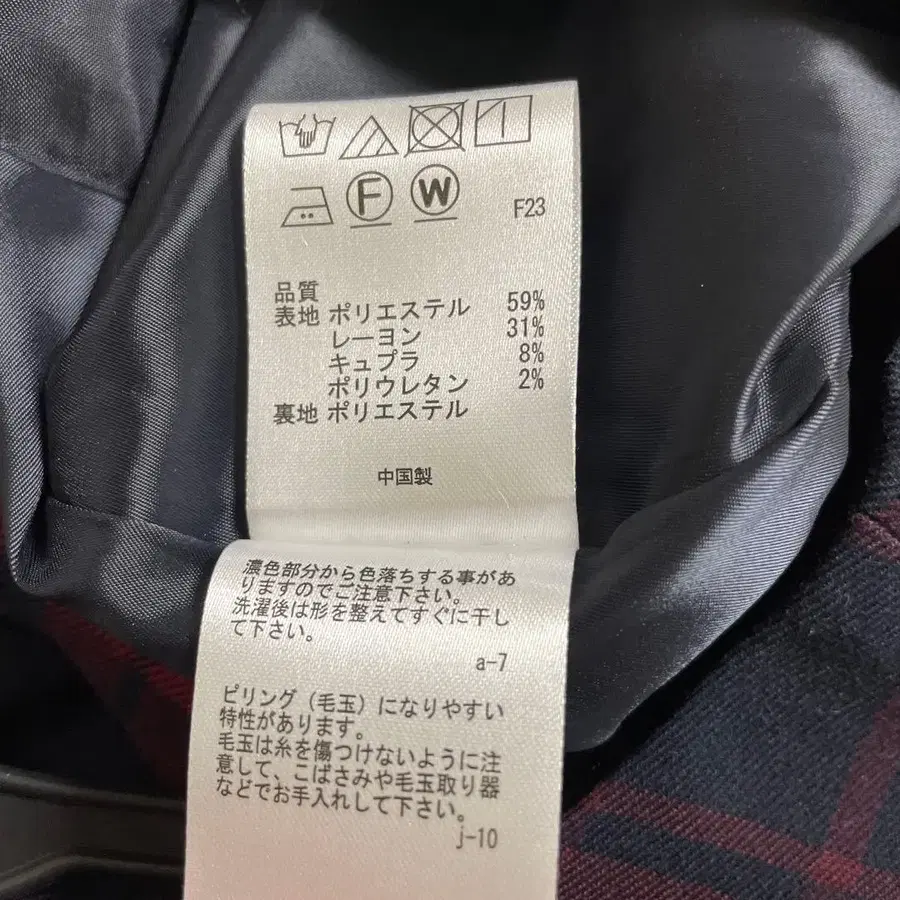 F
W
F23
品質
表地 ポリエステル 59%
レーヨン 31%
キュプラ 8%
ポリウレタン 2%
裏地 ポリエステル
中国製
濃色部分から色落ちする事があ
りますのでご注意下さい。
洗濯後は形を整えてすぐに干し
て下さい。
a-7
ピリング（毛玉）になりやすい
特性があります。
毛玉は糸を傷つけないように注
意して、こばさみや毛玉取り器
などでお手入れして下さい。
j-10